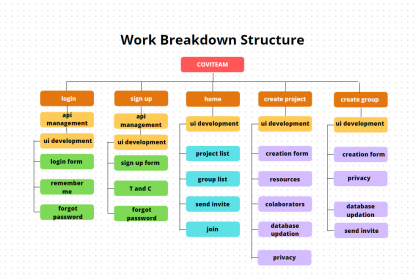 Work Breakdown Structure
COVITEAM
login
sign up
home
create project
create group
api
management
ui development
login form
remember
me
forgot
password
api
management
ui development
sign up form
T and C
forgot
password
ui development
project list
group list
send invite
join
ui development
creation form
resources
colaborators
database
updation
privacy
ui development
creation form
privacy
database
updation
send invite